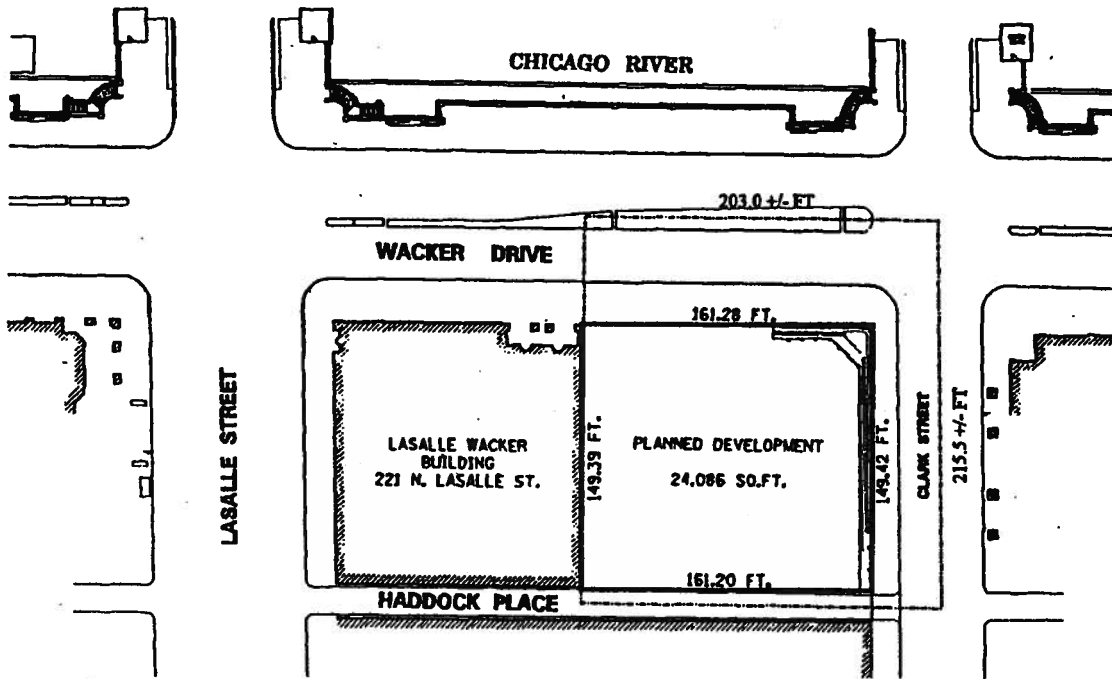 CHICAGO RIVER
203.0 +/- FT
WACKER DRIVE
161.28 FT.
LASALLE STREET
LASALLE WACKER
BUILDING
221 N. LASALLE ST.
149.39 FT.
PLANNED DEVELOPMENT
24,086 SQ.FT.
149.42 FT.
CLARK STREET
215.5 +/- FT
161.20 FT.
HADDOCK PLACE